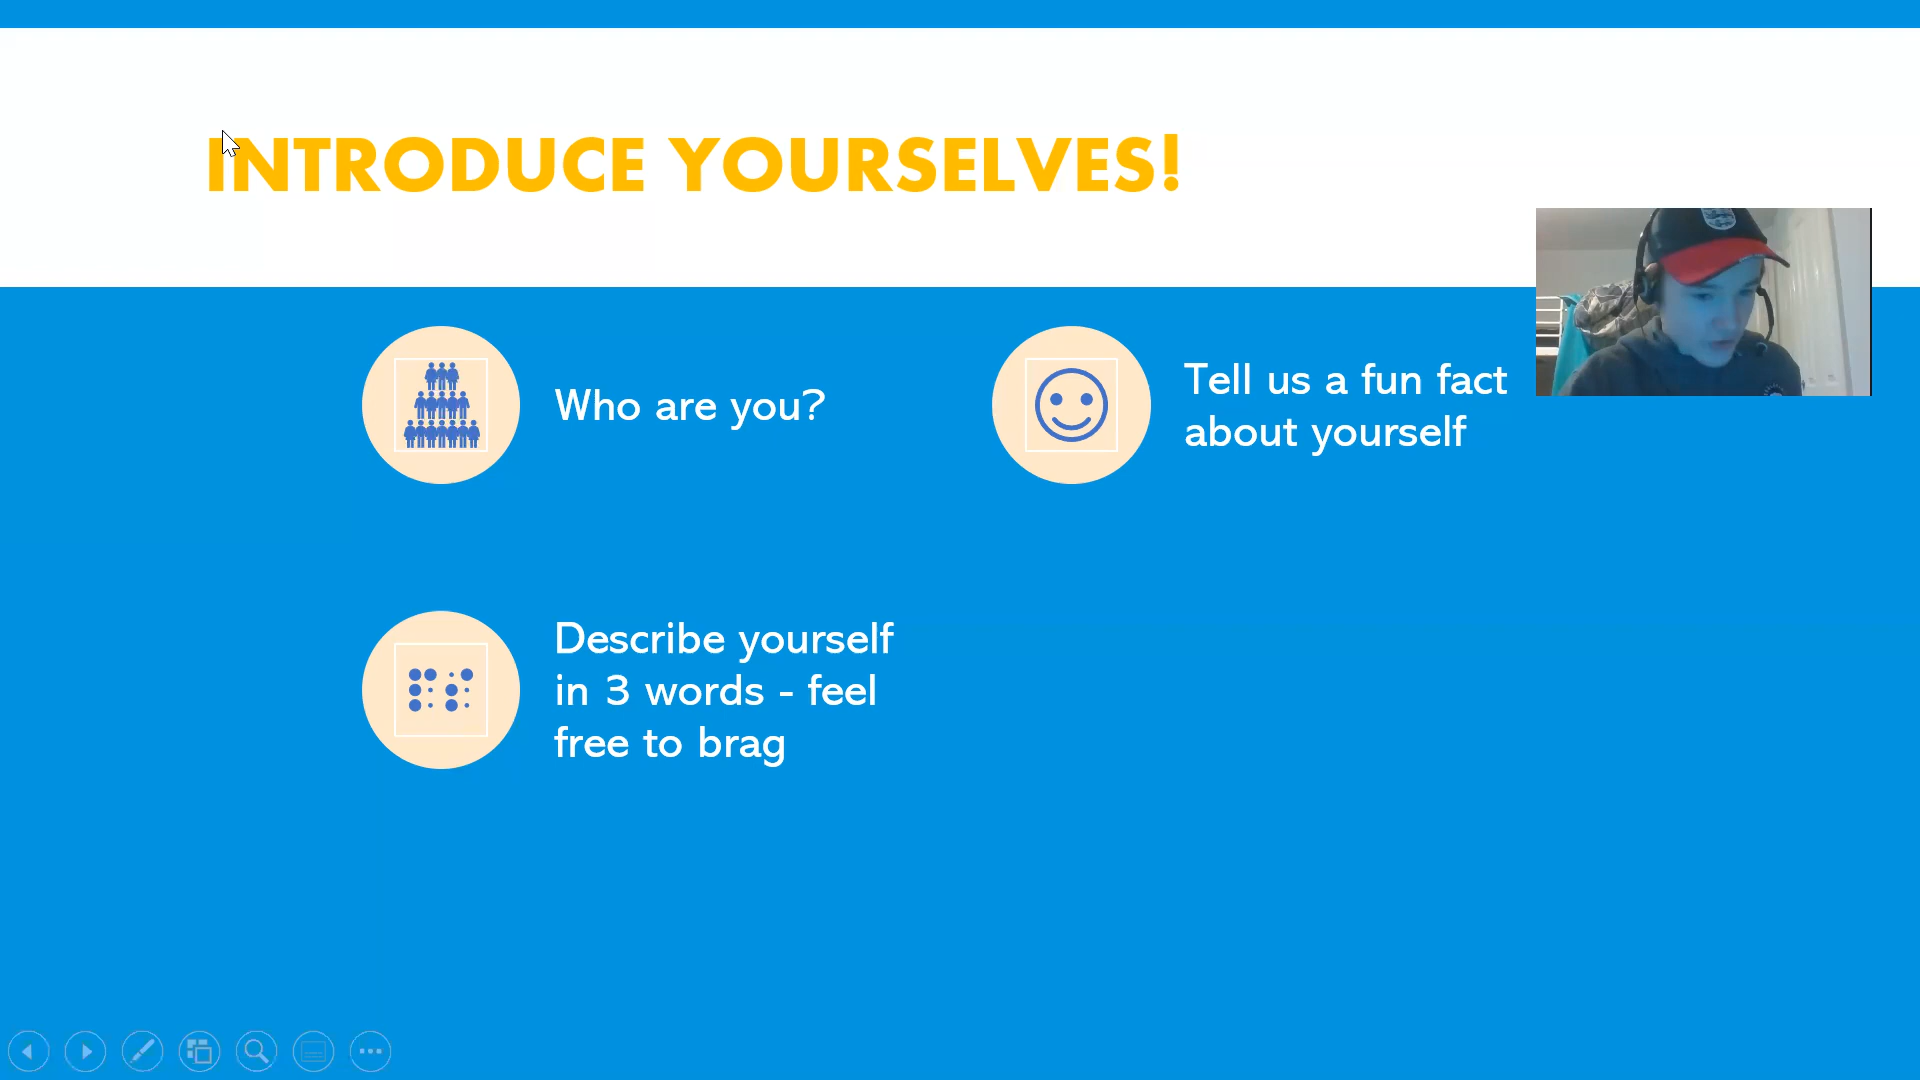 INTRODUCE YOURSELVES!
Who are you?
Tell us a fun fact
about yourself
Describe yourself
in 3 words - feel
free to brag